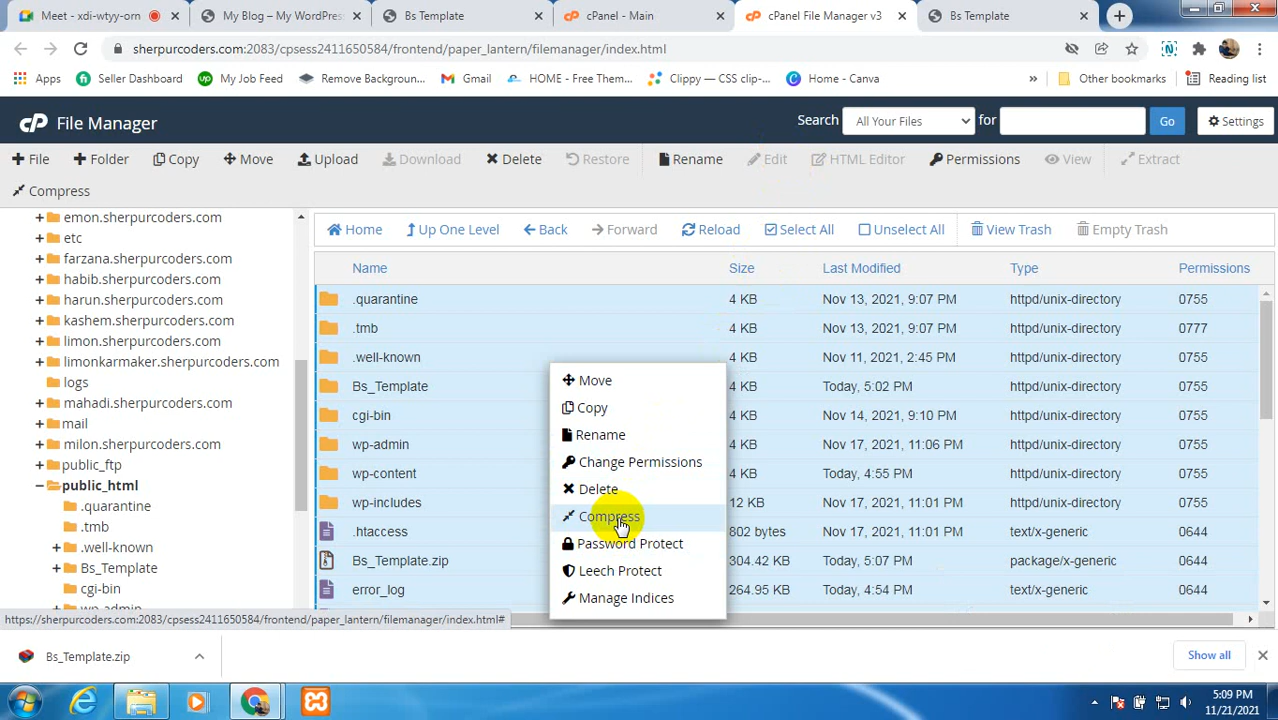 Meet - xdi-wtyy-orn
My Blog – My WordPress
Bs Template
cPanel - Main
cPanel File Manager v3
Bs Template
sherpurcoders.com:2083/cpsess2411650584/frontend/paper_lantern/filemanager/index.html
Apps
Seller Dashboard
My Job Feed
Remove Backgroun...
Gmail
HOME - Free Them...
Clippy — CSS clip-...
Home - Canva
»
Other bookmarks
Reading list
cP File Manager
Search
All Your Files
for
Go
Settings
File
Folder
Copy
Move
Upload
Download
Delete
Restore
Rename
Edit
HTML Editor
Permissions
View
Extract
Compress
emon.sherpurcoders.com
etc
farzana.sherpurcoders.com
habib.sherpurcoders.com
harun.sherpurcoders.com
kashem.sherpurcoders.com
limon.sherpurcoders.com
limonkarmaker.sherpurcoders.com
logs
mahadi.sherpurcoders.com
mail
milon.sherpurcoders.com
public_ftp
public_html
.quarantine
.tmb
.well-known
Bs_Template
cgi-bin
wp-admin
Home
Up One Level
Back
Forward
Reload
Select All
Unselect All
View Trash
Empty Trash
Name Size Last Modified Type Permissions
.quarantine 4 KB Nov 13, 2021, 9:07 PM httpd/unix-directory 0755
.tmb 4 KB Nov 13, 2021, 9:07 PM httpd/unix-directory 0777
.well-known 4 KB Nov 11, 2021, 2:45 PM httpd/unix-directory 0755
Bs_Template 4 KB Today, 5:02 PM httpd/unix-directory 0755
cgi-bin 4 KB Nov 14, 2021, 9:10 PM httpd/unix-directory 0755
wp-admin 4 KB Nov 17, 2021, 11:06 PM httpd/unix-directory 0755
wp-content 4 KB Today, 4:55 PM httpd/unix-directory 0755
wp-includes 12 KB Nov 17, 2021, 11:01 PM httpd/unix-directory 0755
.htaccess 802 bytes Nov 17, 2021, 11:01 PM text/x-generic 0644
Bs_Template.zip 304.42 KB Today, 5:07 PM package/x-generic 0644
error_log 264.95 KB Today, 4:54 PM text/x-generic 0644
Move
Copy
Rename
Change Permissions
Delete
Compress
Password Protect
Leech Protect
Manage Indices
https://sherpurcoders.com:2083/cpsess2411650584/frontend/paper_lantern/filemanager/index.html#
Bs_Template.zip
Show all
5:09 PM
11/21/2021